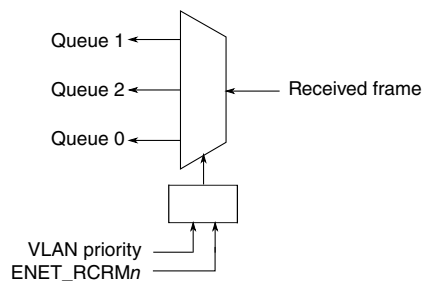 Queue 1
Queue 2
Received frame
Queue 0
VLAN priority
ENET_RCRMn